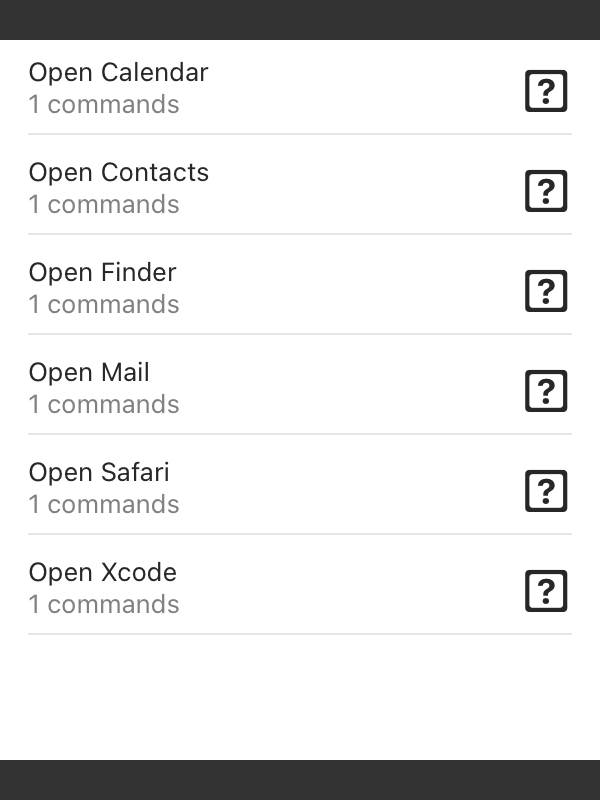 Open Calendar
1 commands
?
Open Contacts
1 commands
?
Open Finder
1 commands
?
Open Mail
1 commands
?
Open Safari
1 commands
?
Open Xcode
1 commands
?